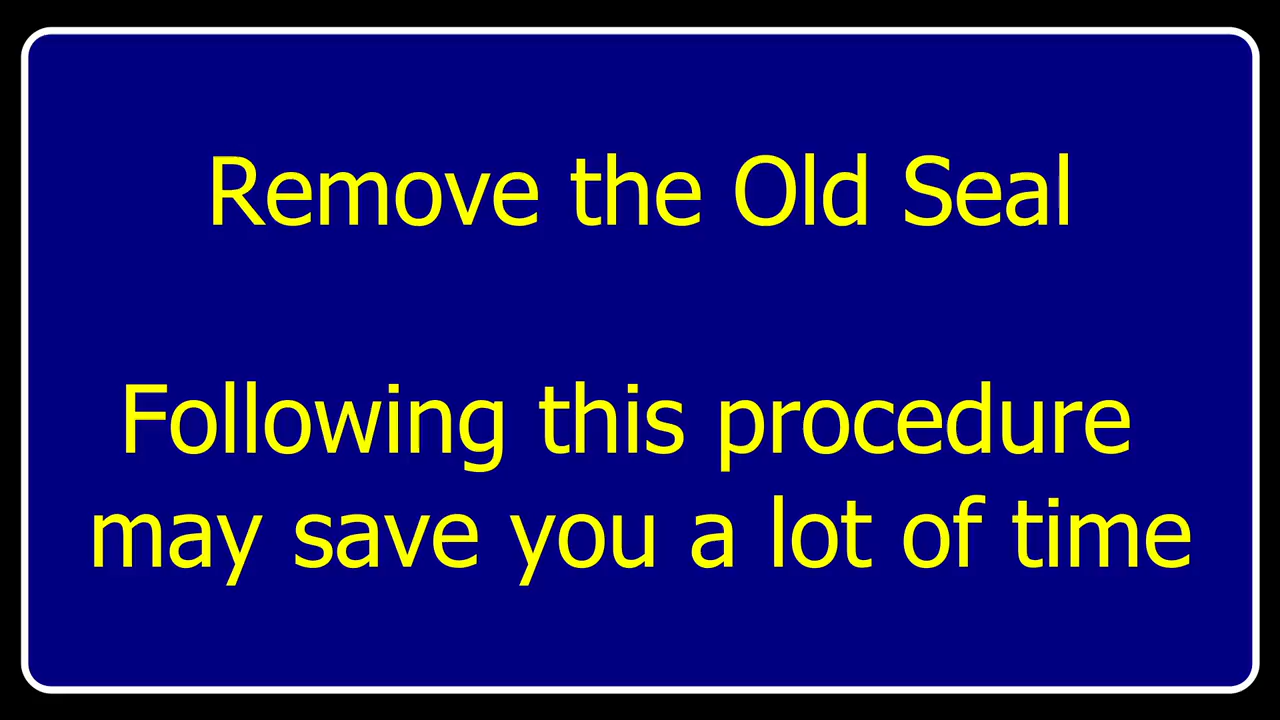 Remove the Old Seal
Following this procedure
may save you a lot of time